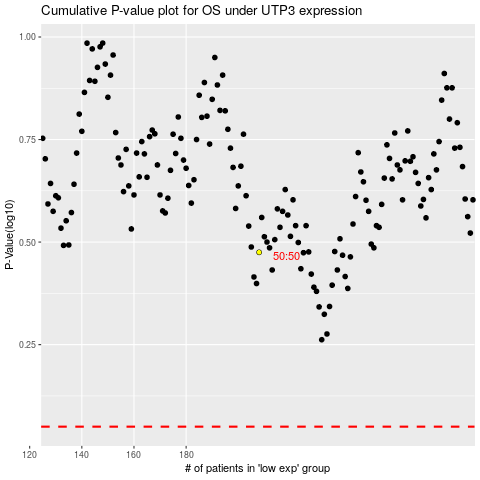 Cumulative P-value plot for OS under UTP3 expression
P-Value(log10)
1.00
0.75
0.50
0.25
50:50
120 140 160 180
# of patients in 'low exp' group